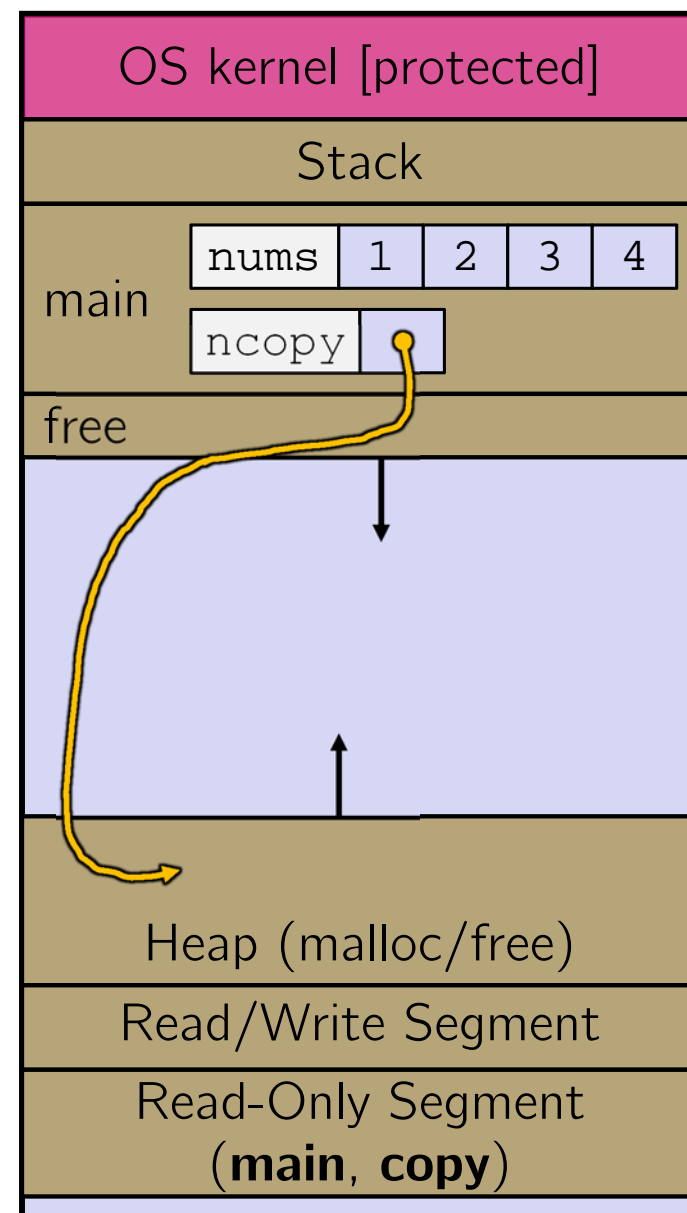 OS kernel [protected]
Stack
nums 1 2 3 4
main
ncopy
free
Heap (malloc/free)
Read/Write Segment
Read-Only Segment
(main, copy)